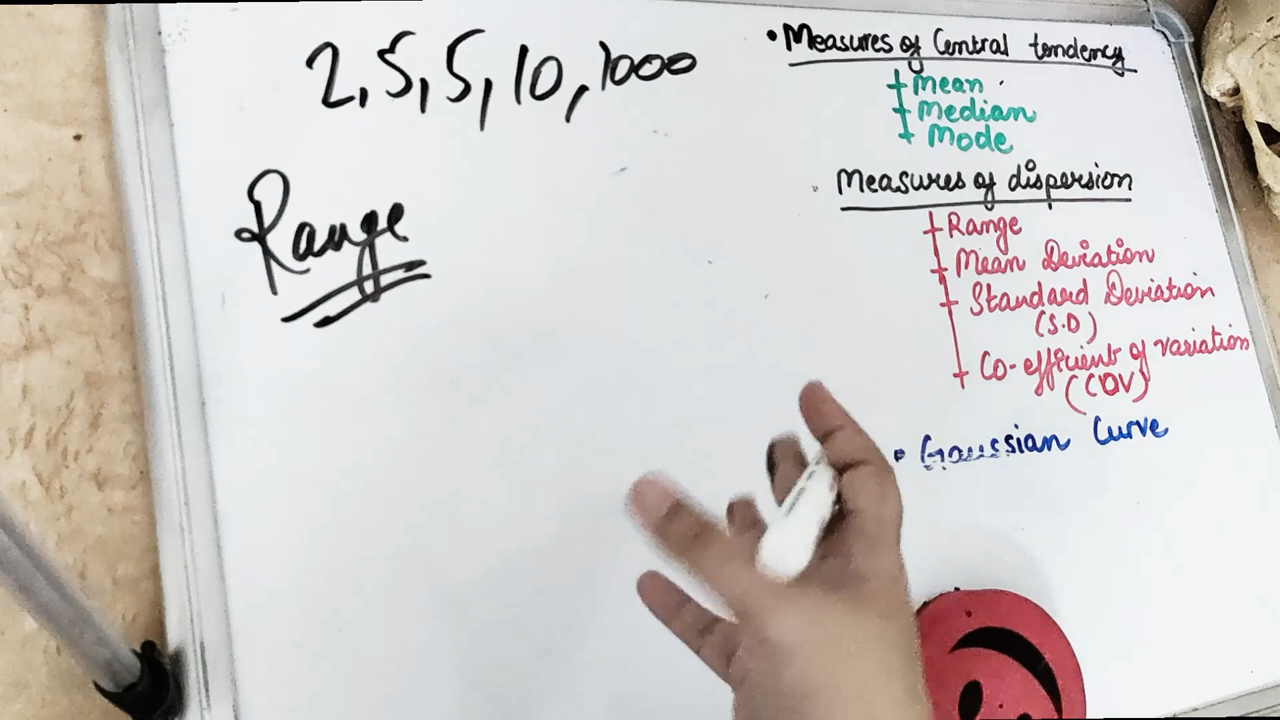 2, 5, 5, 10, 1000
Range
• Measures of Central tendency
Mean
Median
Mode
Measures of dispersion
Range
Mean Deviation
Standard Deviation
(S.D)
Co-efficient of variation
(COV)
• Gaussian Curve